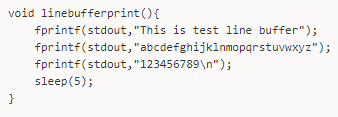 void linebufferprint(){
    fprintf(stdout,"This is test line buffer");
    fprintf(stdout,"abcdefghijklnmopqrstuvwxyz");
    fprintf(stdout,"123456789\n");
    sleep(5);
}